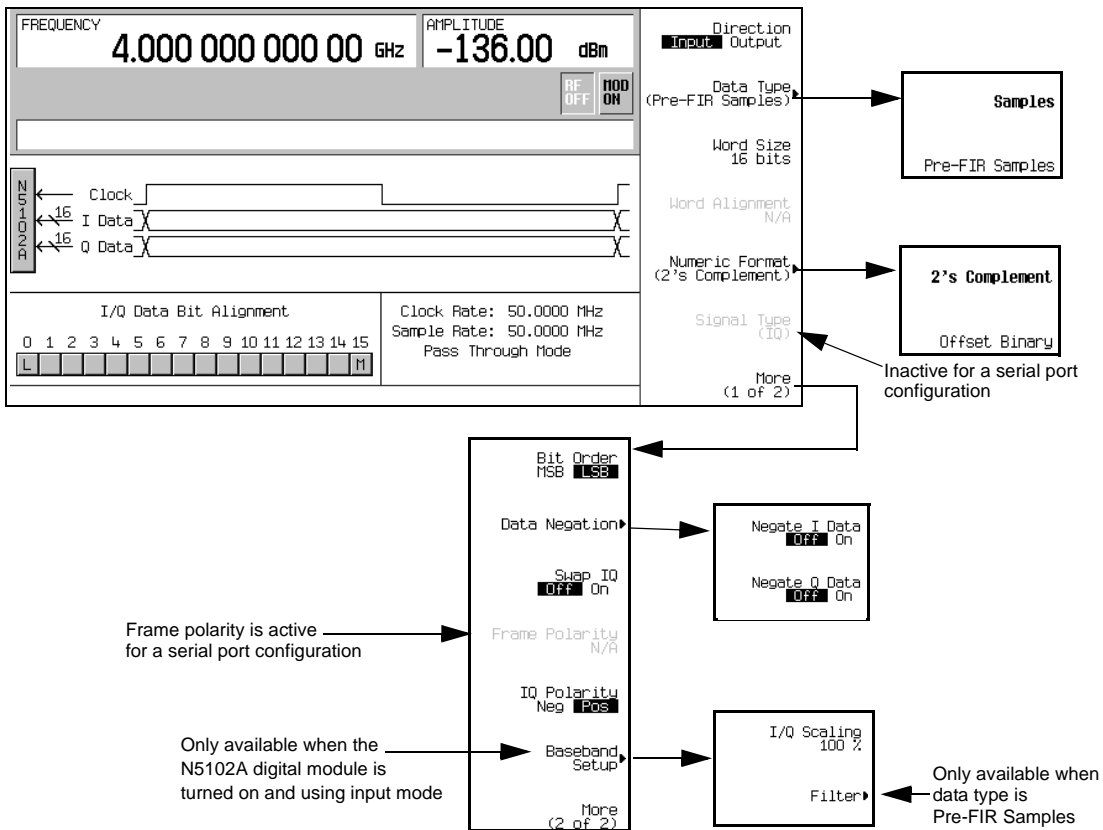 FREQUENCY
4.000 000 000 00 GHz
AMPLITUDE
-136.00 dBm
RF
OFF
MOD
ON
N5102A
Clock
16 I Data
16 Q Data
I/Q Data Bit Alignment
0 1 2 3 4 5 6 7 8 9 10 11 12 13 14 15
L M
Clock Rate: 50.0000 MHz
Sample Rate: 50.0000 MHz
Pass Through Mode
Direction
Input Output
Data Type
(Pre-FIR Samples)
Word Size
16 bits
Word Alignment
N/A
Numeric Format
(2's Complement)
Signal Type
(IQ)
More
(1 of 2)
Samples
Pre-FIR Samples
2's Complement
Offset Binary
Inactive for a serial port
configuration
Bit Order
MSB LSB
Data Negation
Swap IQ
Off On
Frame Polarity
N/A
IQ Polarity
Neg Pos
Baseband
Setup
More
(2 of 2)
Negate I Data
Off On
Negate Q Data
Off On
Frame polarity is active
for a serial port configuration
Only available when the
N5102A digital module is
turned on and using input mode
I/Q Scaling
100 %
Filter
Only available when
data type is
Pre-FIR Samples